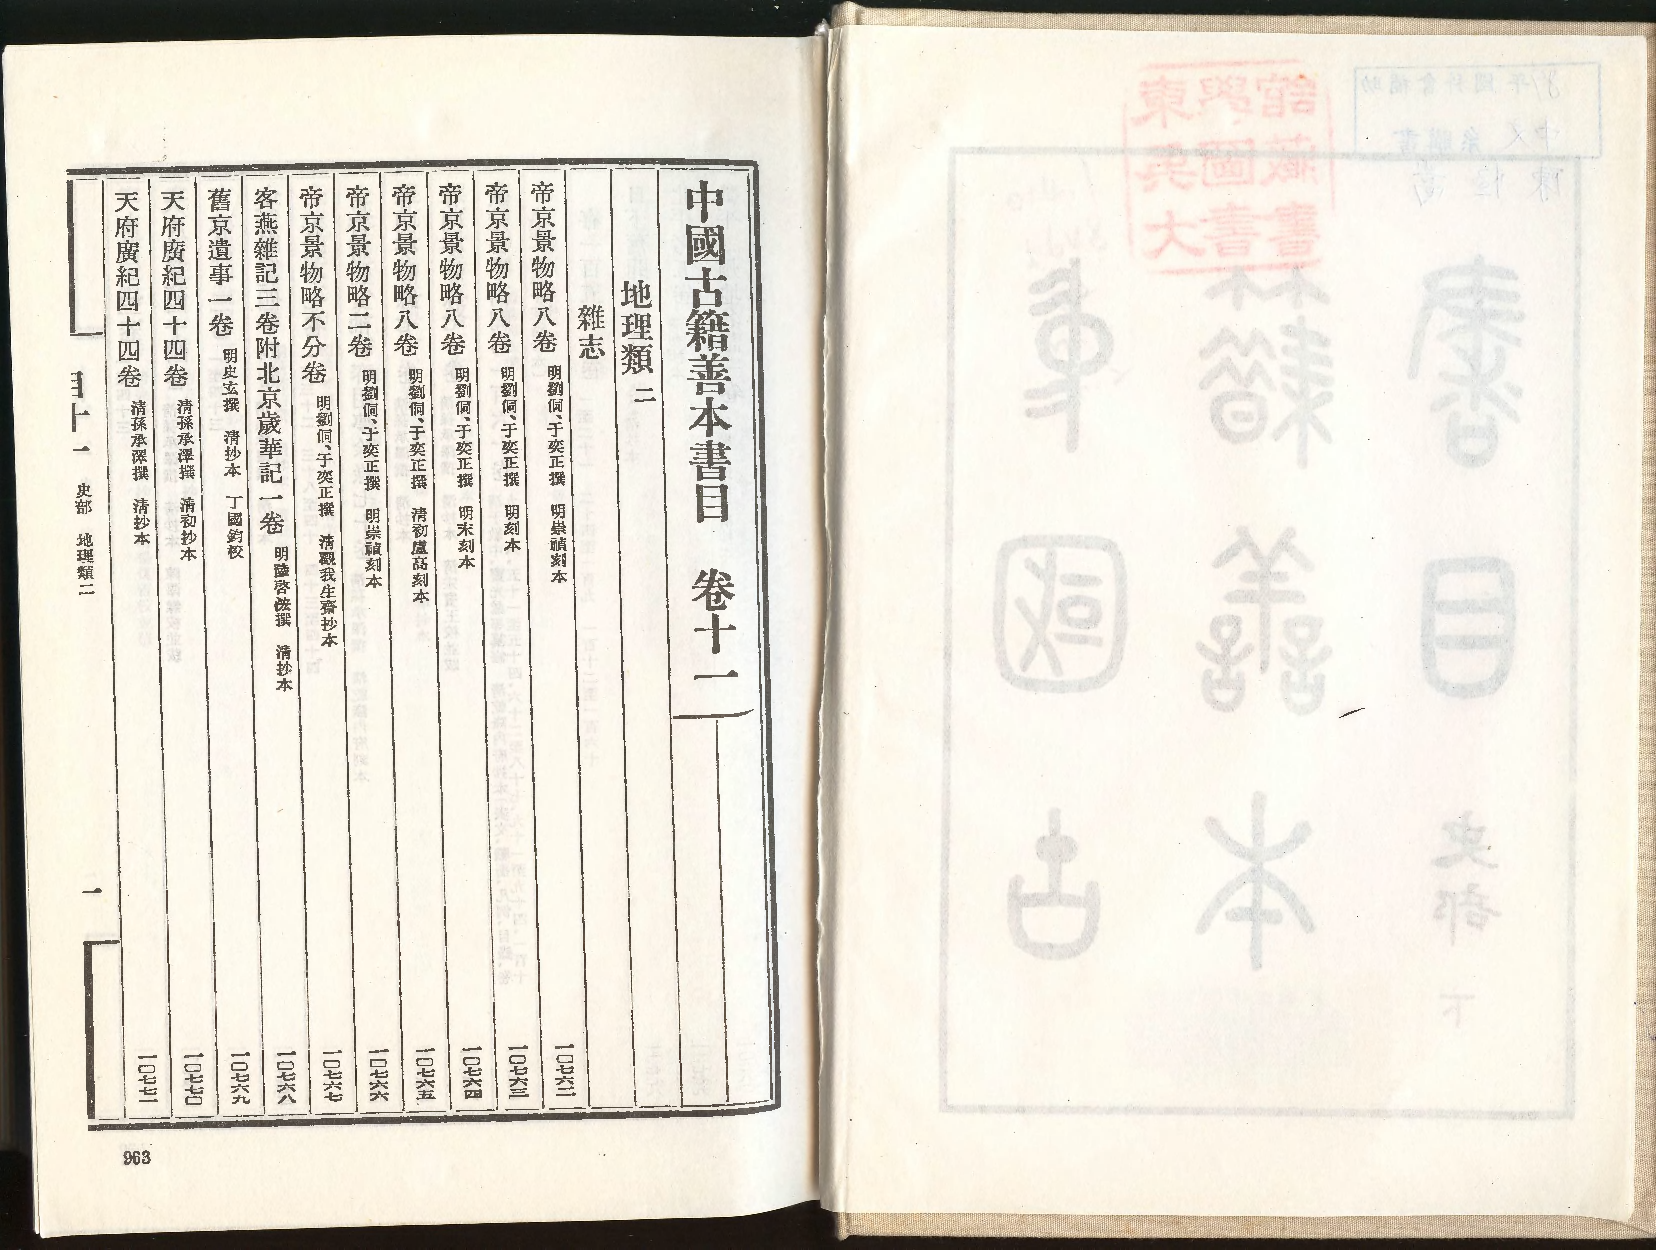 中國古籍善本書目　卷十一
地理類二
雜志
帝京景物略八卷　明劉侗、于奕正撰　明崇禎刻本　一〇七六二
帝京景物略八卷　明劉侗、于奕正撰　明刻本　一〇七六三
帝京景物略八卷　明劉侗、于奕正撰　明末刻本　一〇七六四
帝京景物略八卷　明劉侗、于奕正撰　清初盧高刻本　一〇七六五
帝京景物略二卷　明劉侗、于奕正撰　明崇禎刻本　一〇七六六
帝京景物略不分卷　明劉侗、于奕正撰　清觀我生齋抄本　一〇七六七
客燕雜記三卷附北京歲華記一卷　明陸啓浤撰　清抄本　一〇七六八
舊京遺事一卷　明史玄撰　清抄本　丁國鈞校　一〇七六九
天府廣紀四十四卷　清孫承澤撰　清初抄本　一〇七七〇
天府廣紀四十四卷　清孫承澤撰　清抄本　一〇七七一
目十一　史部　地理類二　一
963
東吳大
學圖書
館藏書
中國古
籍善本
書目
史部
下